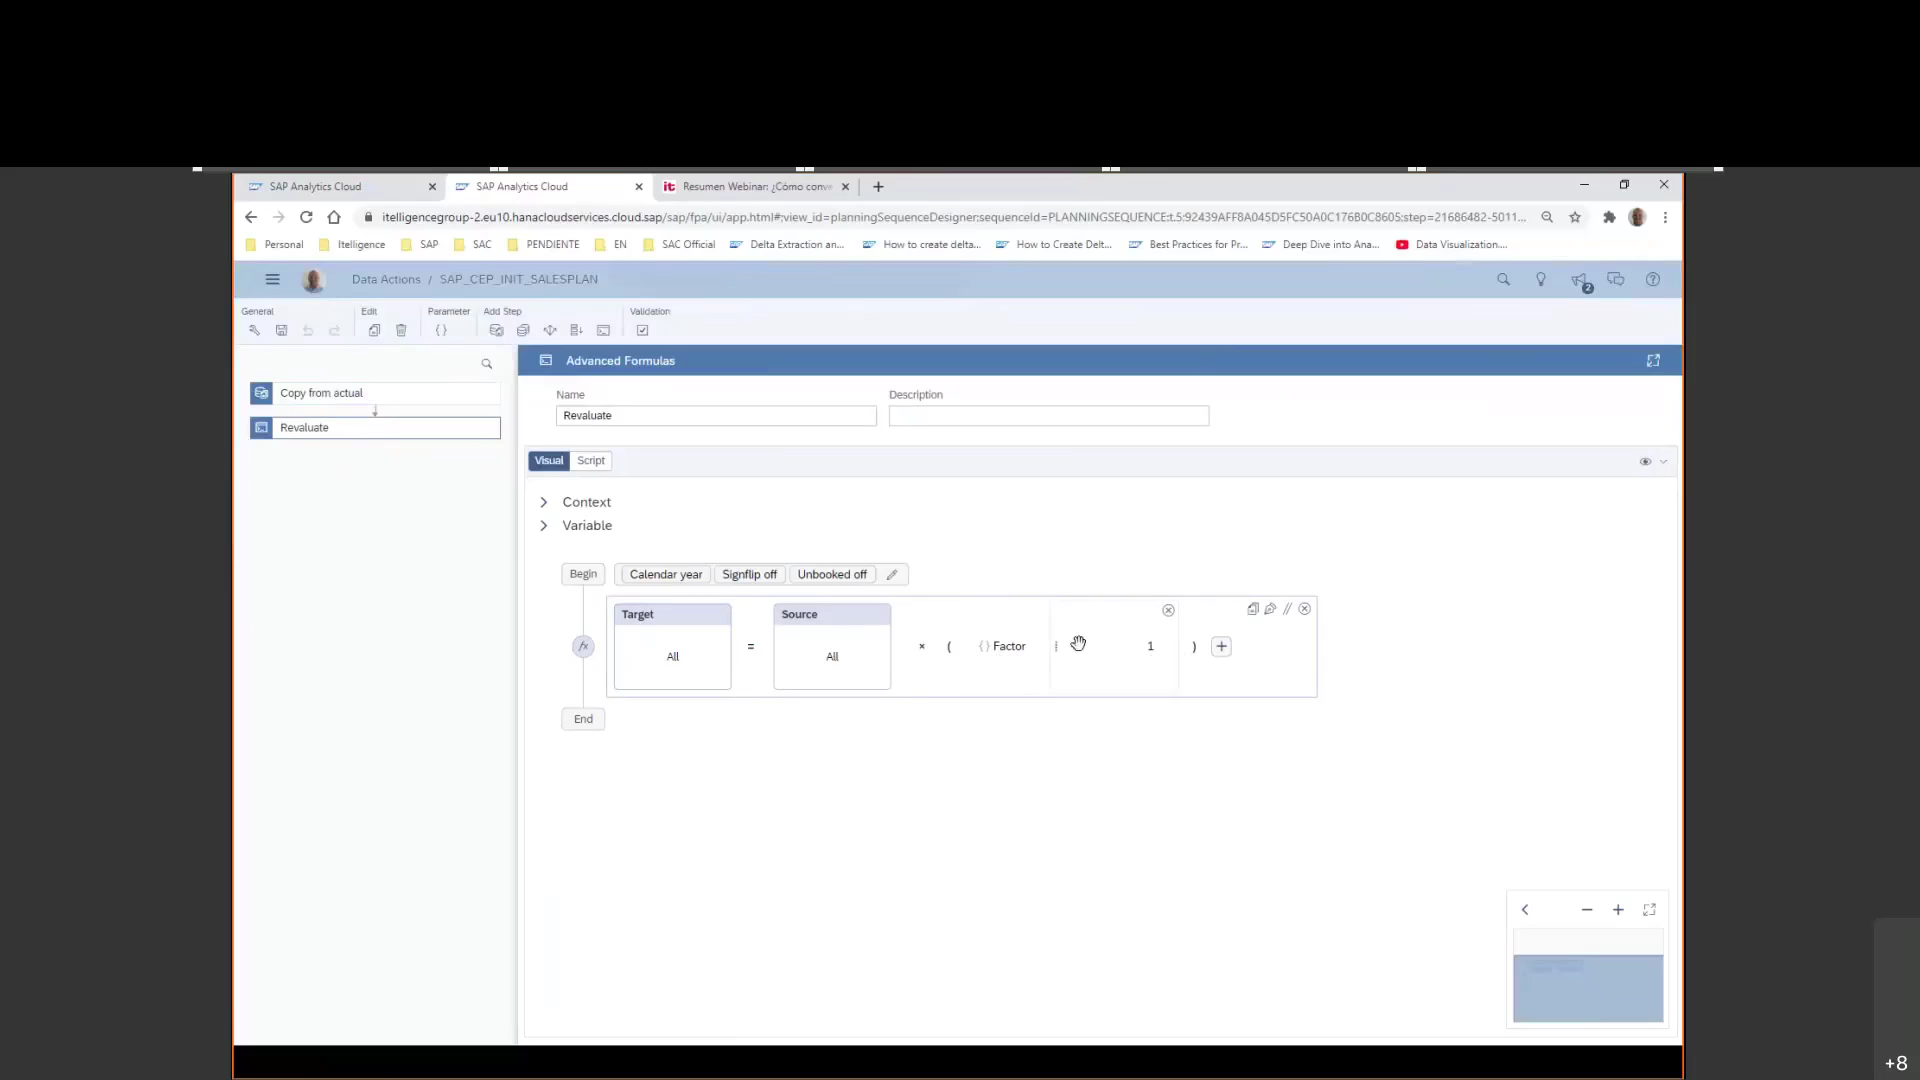 SAP Analytics Cloud
SAP Analytics Cloud
it Resumen Webinar: ¿Cómo conve
itelligencegroup-2.eu10.hanacloudservices.cloud.sap/sap/fpa/ui/app.html#;view_id=planningSequenceDesigner;sequenceId=PLANNINGSEQUENCE:t.5:92439AFF8A045D5FC50A0C176B0C8605;step=21686482-5011...
Personal Itelligence SAP SAC PENDIENTE EN SAC Official Delta Extraction an... How to create delta... How to Create Delt... Best Practices for Pr... Deep Dive into Ana... Data Visualization....
Data Actions / SAP_CEP_INIT_SALESPLAN
2
General Edit Parameter Add Step Validation
Advanced Formulas
Copy from actual
Revaluate
Name Description
Revaluate
Visual Script
Context
Variable
Begin Calendar year Signflip off Unbooked off
Target Source
fx All = All × ( { } Factor 1 ) +
End
+8